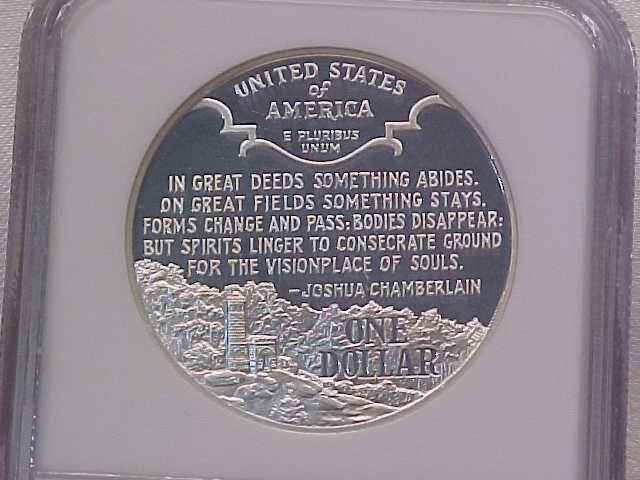 UNITED STATES
of
AMERICA
E PLURIBUS
UNUM
IN GREAT DEEDS SOMETHING ABIDES.
ON GREAT FIELDS SOMETHING STAYS.
FORMS CHANGE AND PASS: BODIES DISAPPEAR:
BUT SPIRITS LINGER TO CONSECRATE GROUND
FOR THE VISIONPLACE OF SOULS.
-JOSHUA CHAMBERLAIN
ONE
DOLLAR